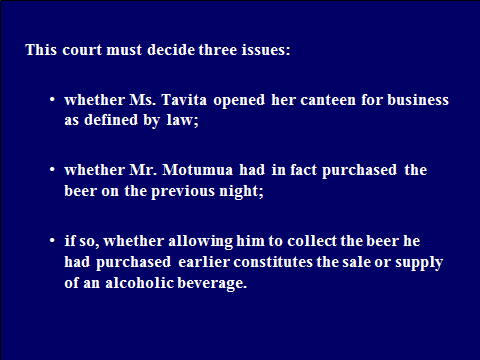 This court must decide three issues:
• whether Ms. Tavita opened her canteen for business
as defined by law;
• whether Mr. Motumua had in fact purchased the
beer on the previous night;
• if so, whether allowing him to collect the beer he
had purchased earlier constitutes the sale or supply
of an alcoholic beverage.